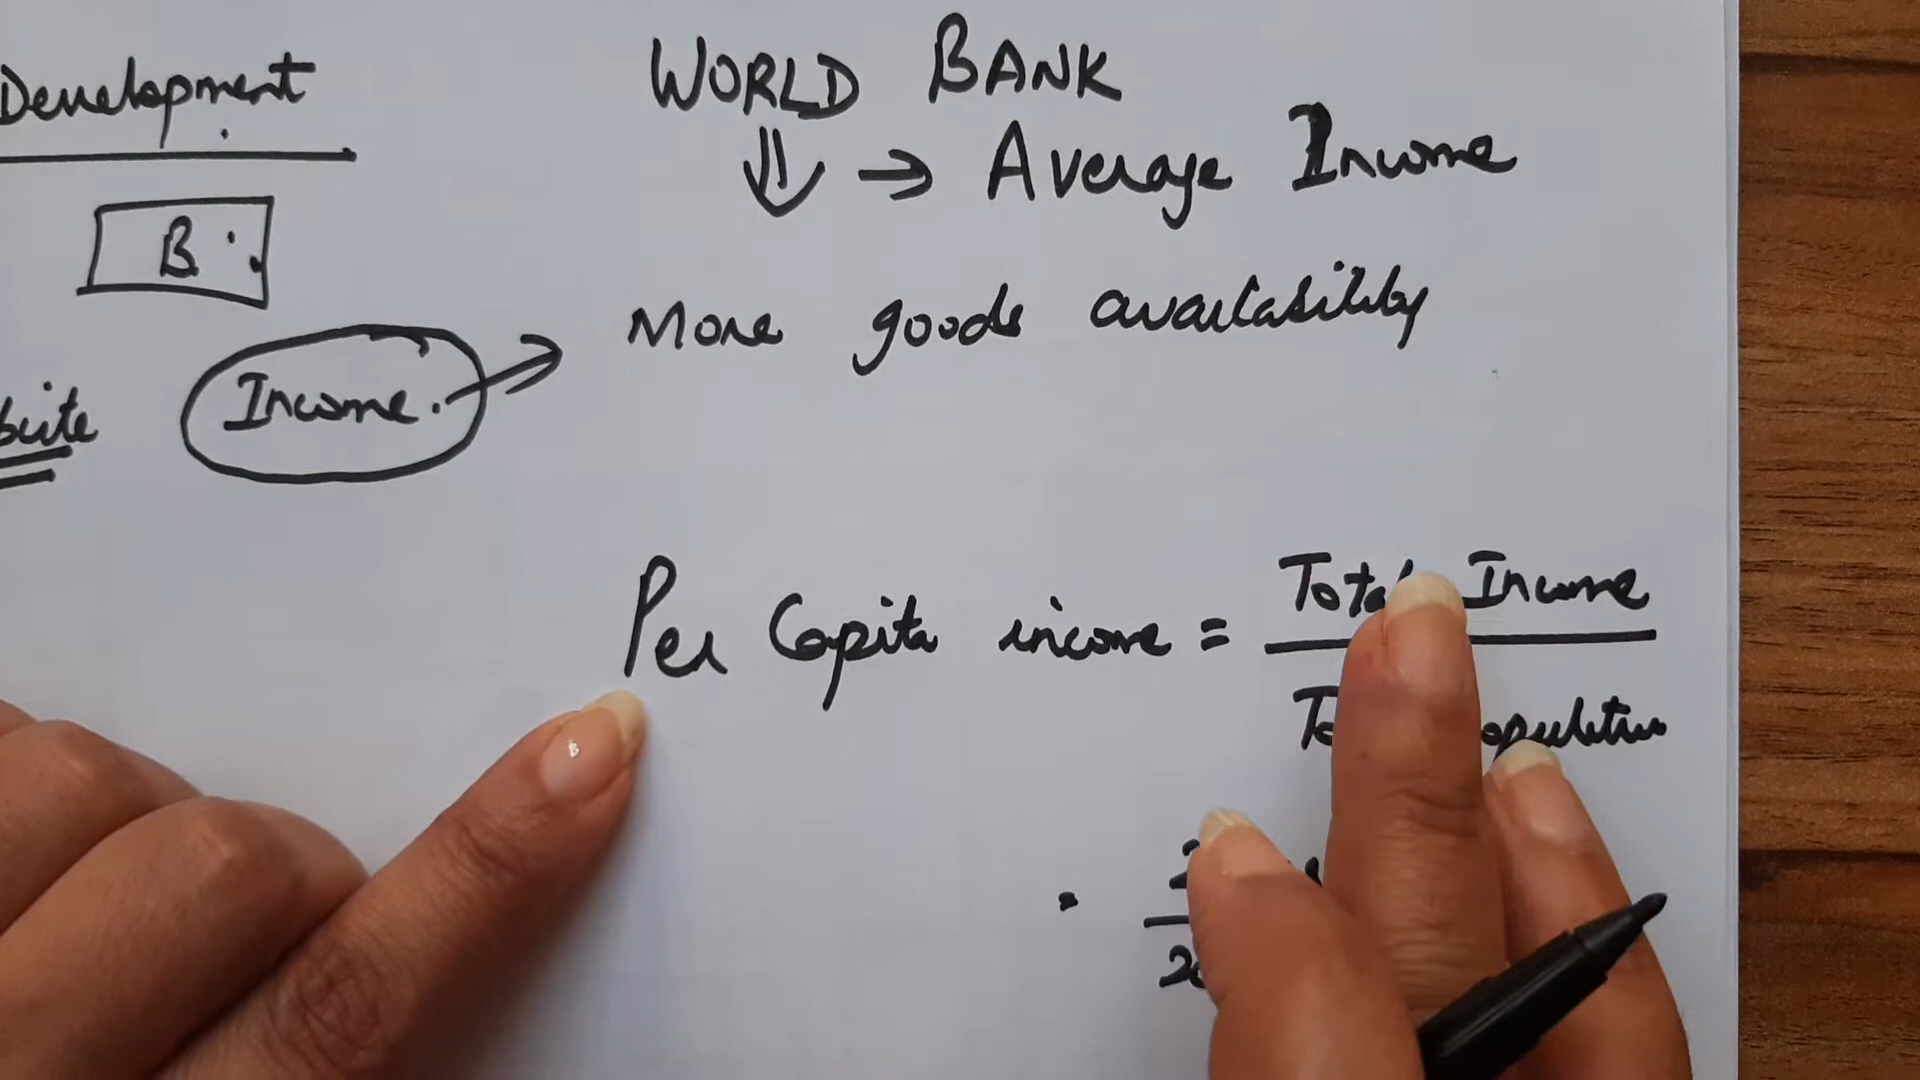 Development
WORLD BANK
⇓ → Average Income
B
More goods availability
Income. →
Per Capita income = Total Income